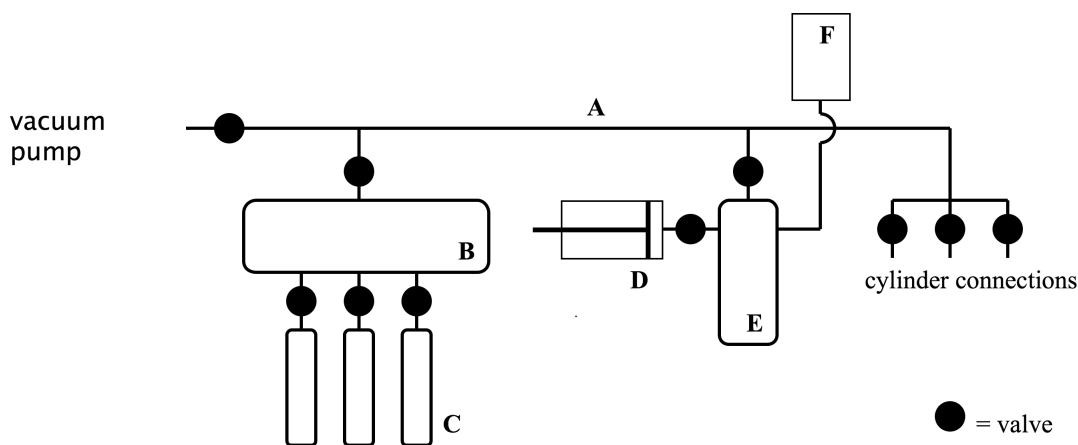 F
A
vacuum
pump
B
D
cylinder connections
E
C
= valve